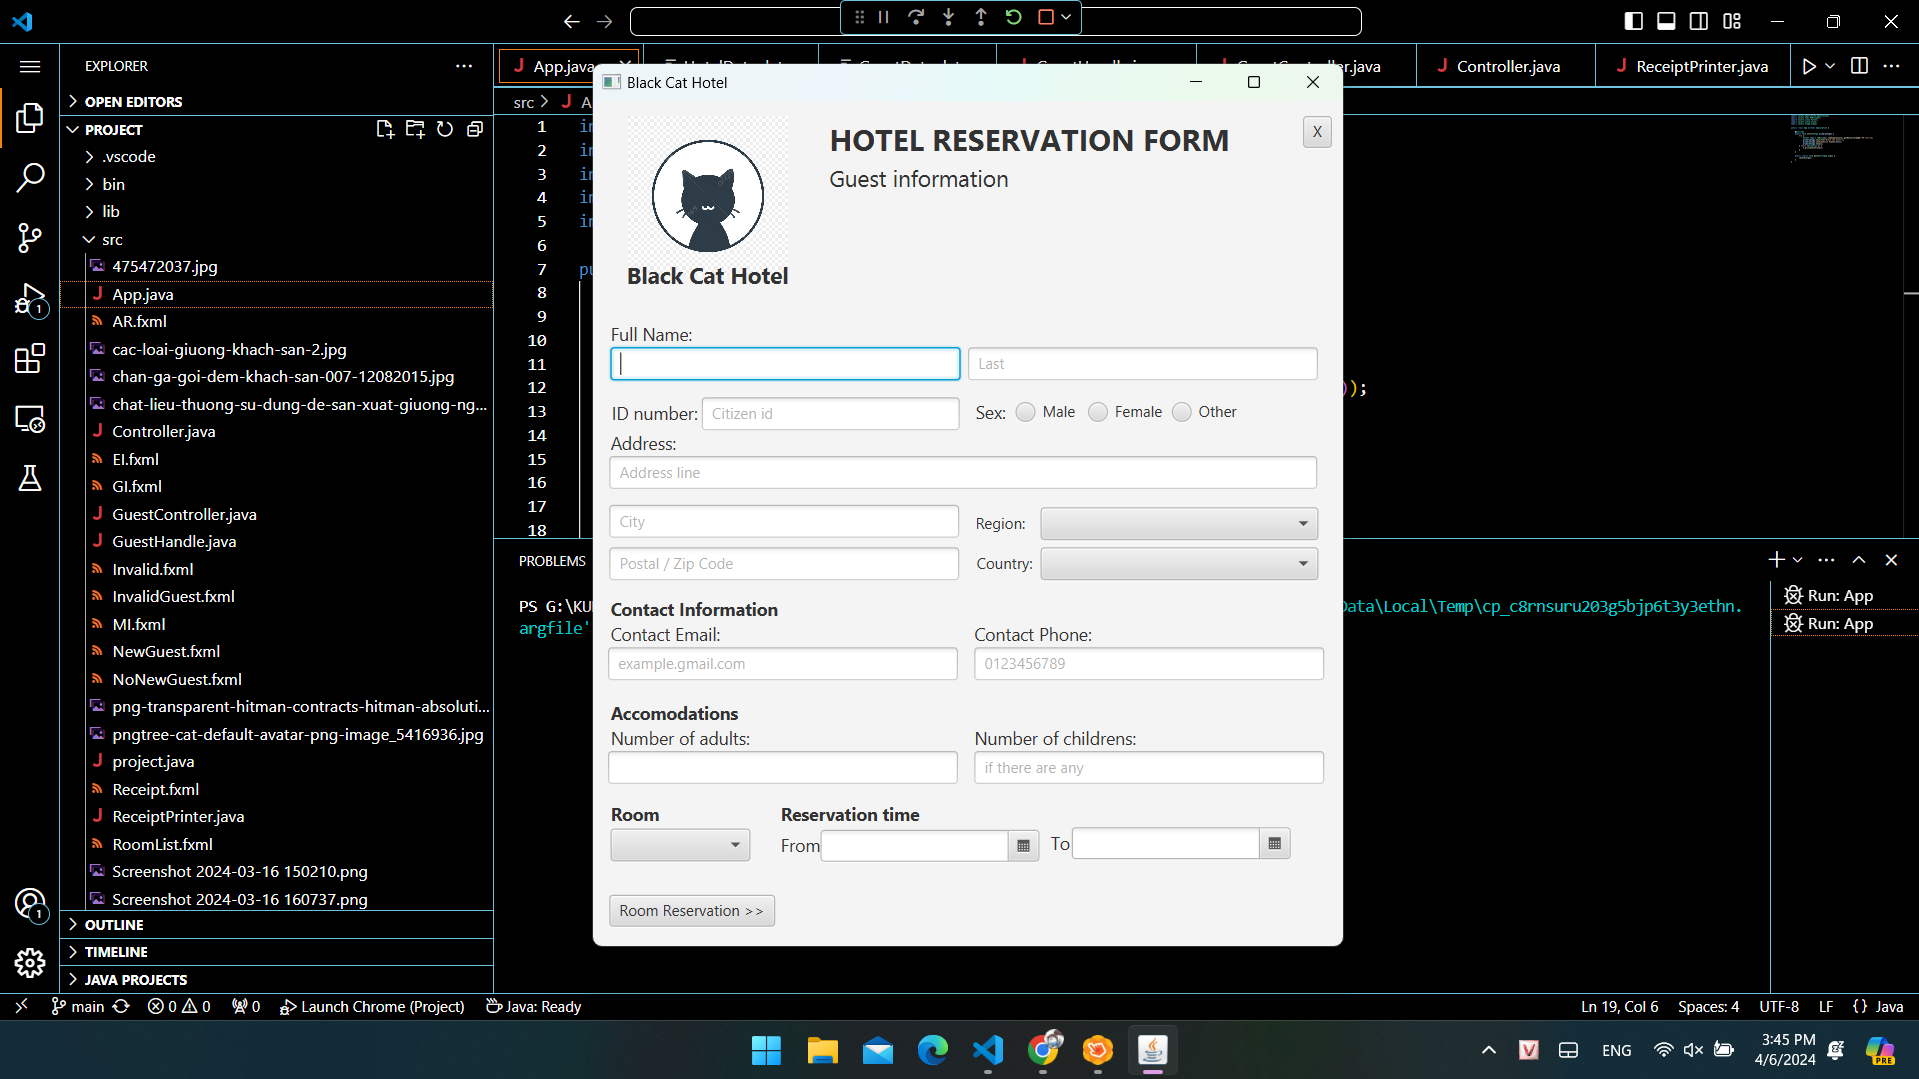 EXPLORER
OPEN EDITORS
PROJECT
.vscode
bin
lib
src
475472037.jpg
App.java
AR.fxml
cac-loai-giuong-khach-san-2.jpg
chan-ga-goi-dem-khach-san-007-12082015.jpg
chat-lieu-thuong-su-dung-de-san-xuat-giuong-ng...
Controller.java
EI.fxml
GI.fxml
GuestController.java
GuestHandle.java
Invalid.fxml
InvalidGuest.fxml
MI.fxml
NewGuest.fxml
NoNewGuest.fxml
png-transparent-hitman-contracts-hitman-absoluti...
pngtree-cat-default-avatar-png-image_5416936.jpg
project.java
Receipt.fxml
ReceiptPrinter.java
RoomList.fxml
Screenshot 2024-03-16 150210.png
Screenshot 2024-03-16 160737.png
OUTLINE
TIMELINE
JAVA PROJECTS
App.java
Controller.java
ReceiptPrinter.java
src
1
2
3
4
5
6
7
8
9
10
11
12
13
14
15
16
17
18
));
Black Cat Hotel
HOTEL RESERVATION FORM
X
Guest information
Black Cat Hotel
Full Name:
Last
ID number: Citizen id Sex: Male Female Other
Address:
Address line
City Region:
Postal / Zip Code Country:
Contact Information
Contact Email: Contact Phone:
example.gmail.com 0123456789
Accomodations
Number of adults: Number of childrens:
if there are any
Room Reservation time
From To
Room Reservation >>
PROBLEMS
PS G:\KU
Data\Local\Temp\cp_c8rnsuru203g5bjp6t3y3ethn.
argfile'
Run: App
Run: App
main 0 0 0 Launch Chrome (Project) Java: Ready
Ln 19, Col 6 Spaces: 4 UTF-8 LF {} Java
ENG
3:45 PM
4/6/2024
PRE